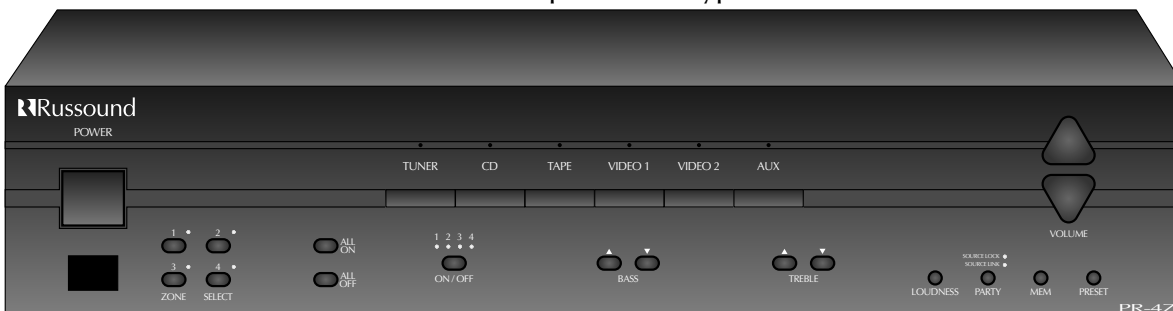 Russound
POWER
TUNER CD TAPE VIDEO 1 VIDEO 2 AUX
VOLUME
1 2
3 4
ZONE SELECT
ALL
ON
ALL
OFF
1 2 3 4
ON / OFF
BASS
TREBLE
SOURCE LOCK
SOURCE LINK
LOUDNESS PARTY MEM PRESET